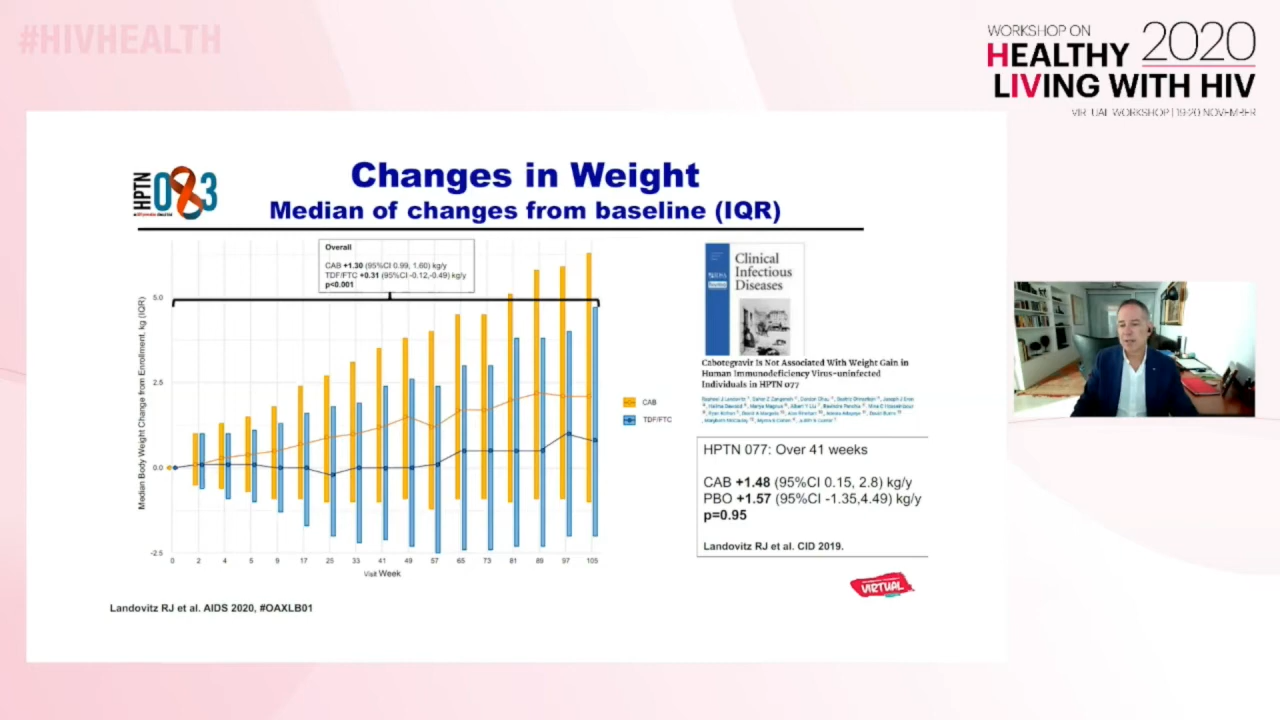 #HIVHEALTH
WORKSHOP ON
HEALTHY 2020
LIVING WITH HIV
VIRTUAL WORKSHOP | 19-20 NOVEMBER
HPTN 083
Changes in Weight
Median of changes from baseline (IQR)
Overall
CAB +1.30 (95%CI 0.99, 1.60) kg/y
TDF/FTC +0.31 (95%CI -0.12,-0.49) kg/y
p<0.001
Median Body Weight Change from Enrollment, kg (IQR)
5.0
2.5
0.0
-2.5
0 2 4 5 9 17 25 33 41 49 57 65 73 81 89 97 105
Visit Week
CAB
TDF/FTC
Clinical
Infectious
Diseases
Cabotegravir Is Not Associated With Weight Gain in
Human Immunodeficiency Virus-uninfected
Individuals in HPTN 077
HPTN 077: Over 41 weeks
CAB +1.48 (95%CI 0.15, 2.8) kg/y
PBO +1.57 (95%CI -1.35,4.49) kg/y
p=0.95
Landovitz RJ et al. CID 2019.
VIRTUAL
Landovitz RJ et al. AIDS 2020, #OAXLB01